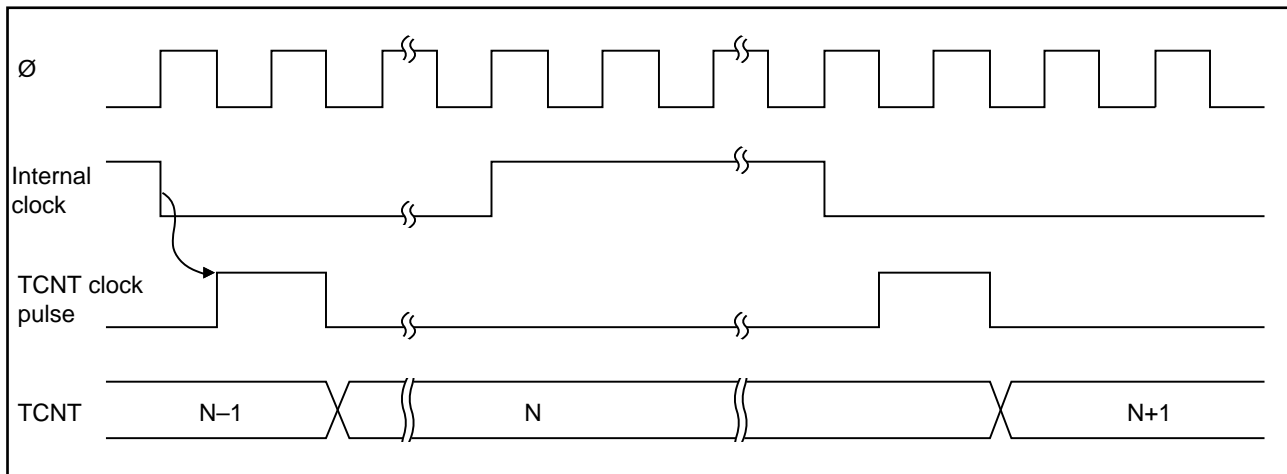 Ø
Internal
clock
TCNT clock
pulse
TCNT
N–1
N
N+1